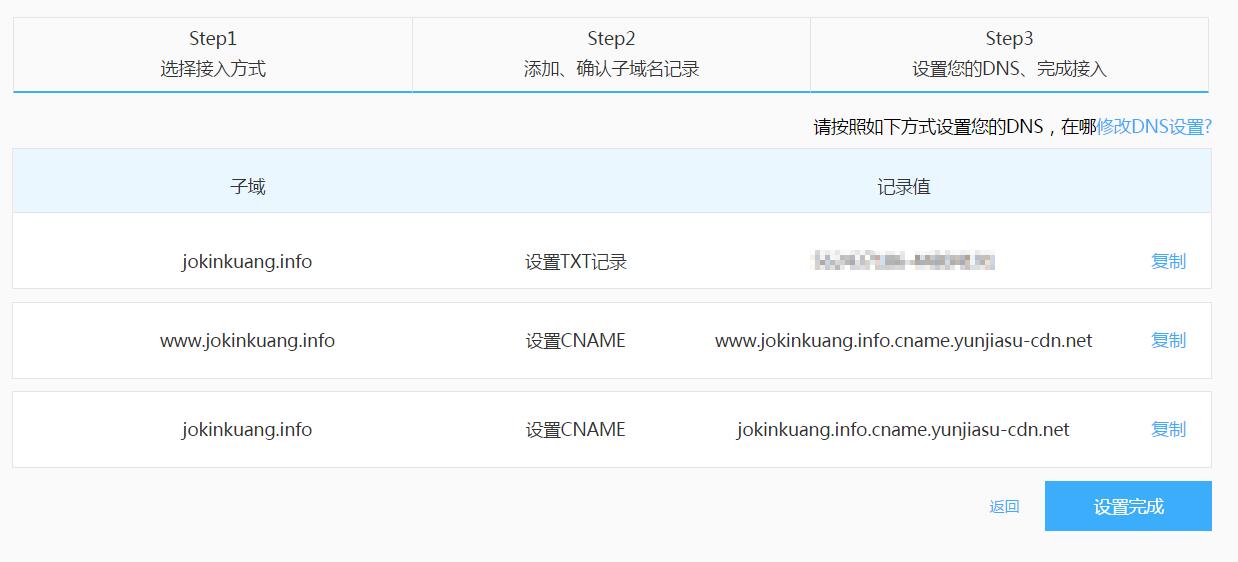 Step1
选择接入方式
Step2
添加、确认子域名记录
Step3
设置您的DNS、完成接入
请按照如下方式设置您的DNS，在哪修改DNS设置?
子域 记录值
jokinkuang.info 设置TXT记录 复制
www.jokinkuang.info 设置CNAME www.jokinkuang.info.cname.yunjiasu-cdn.net 复制
jokinkuang.info 设置CNAME jokinkuang.info.cname.yunjiasu-cdn.net 复制
返回 设置完成